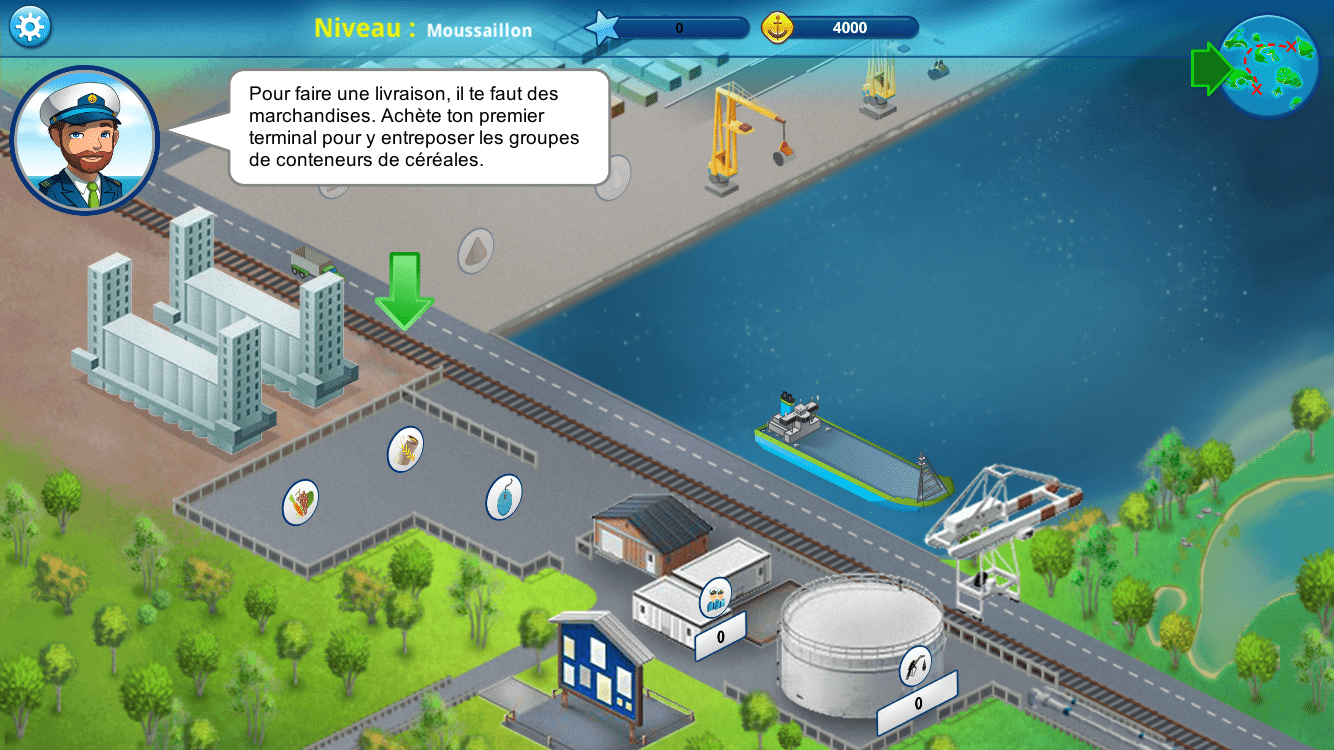 Niveau : Moussaillon
0
4000
Pour faire une livraison, il te faut des
marchandises. Achète ton premier
terminal pour y entreposer les groupes
de conteneurs de céréales.
0
0